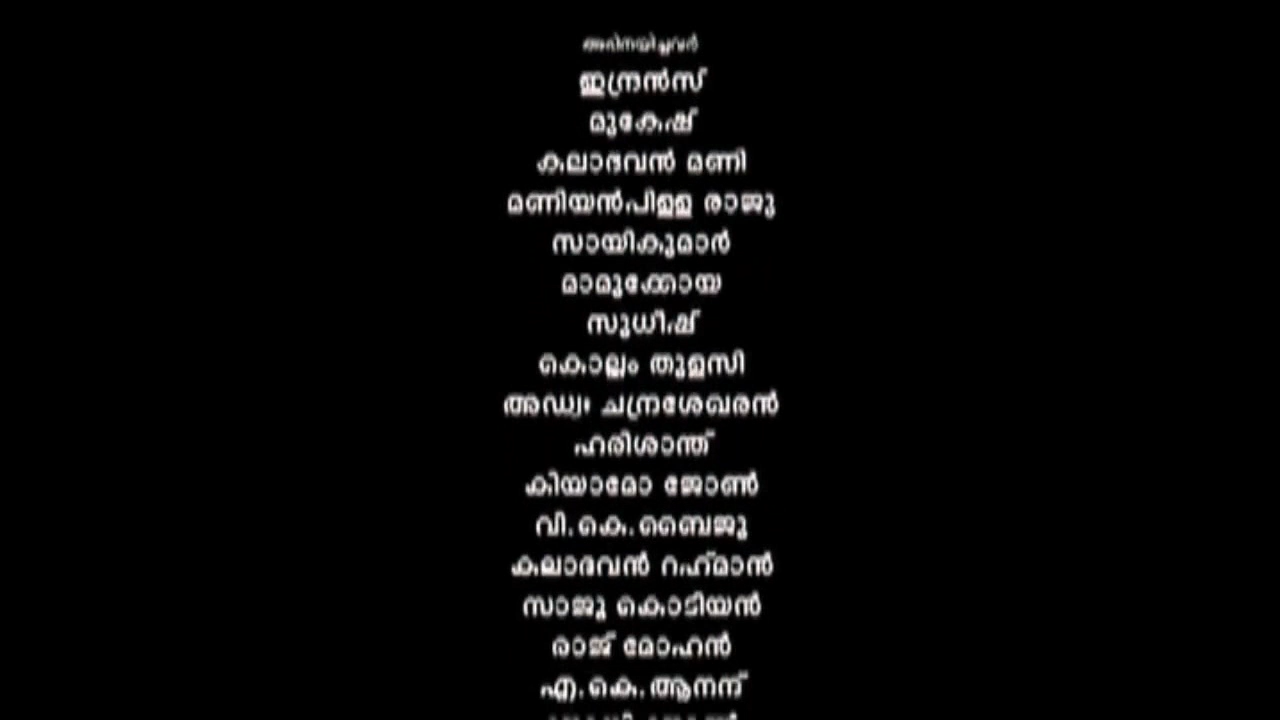 അഭിനയിച്ചവർ
ഇന്ദ്രൻസ്
മുകേഷ്
കലാഭവൻ മണി
മണിയൻപിള്ള രാജു
സായികുമാർ
മാമുക്കോയ
സുധീഷ്
കൊല്ലം തുളസി
അഡ്വഃ ചന്ദ്രശേഖരൻ
ഹരിശാന്ത്
കിയാമോ ജോൺ
വി.കെ.ബൈജു
കലാഭവൻ റഹ്‌മാൻ
സാജു കൊടിയൻ
രാജ് മോഹൻ
എ.കെ.ആനന്ദ്